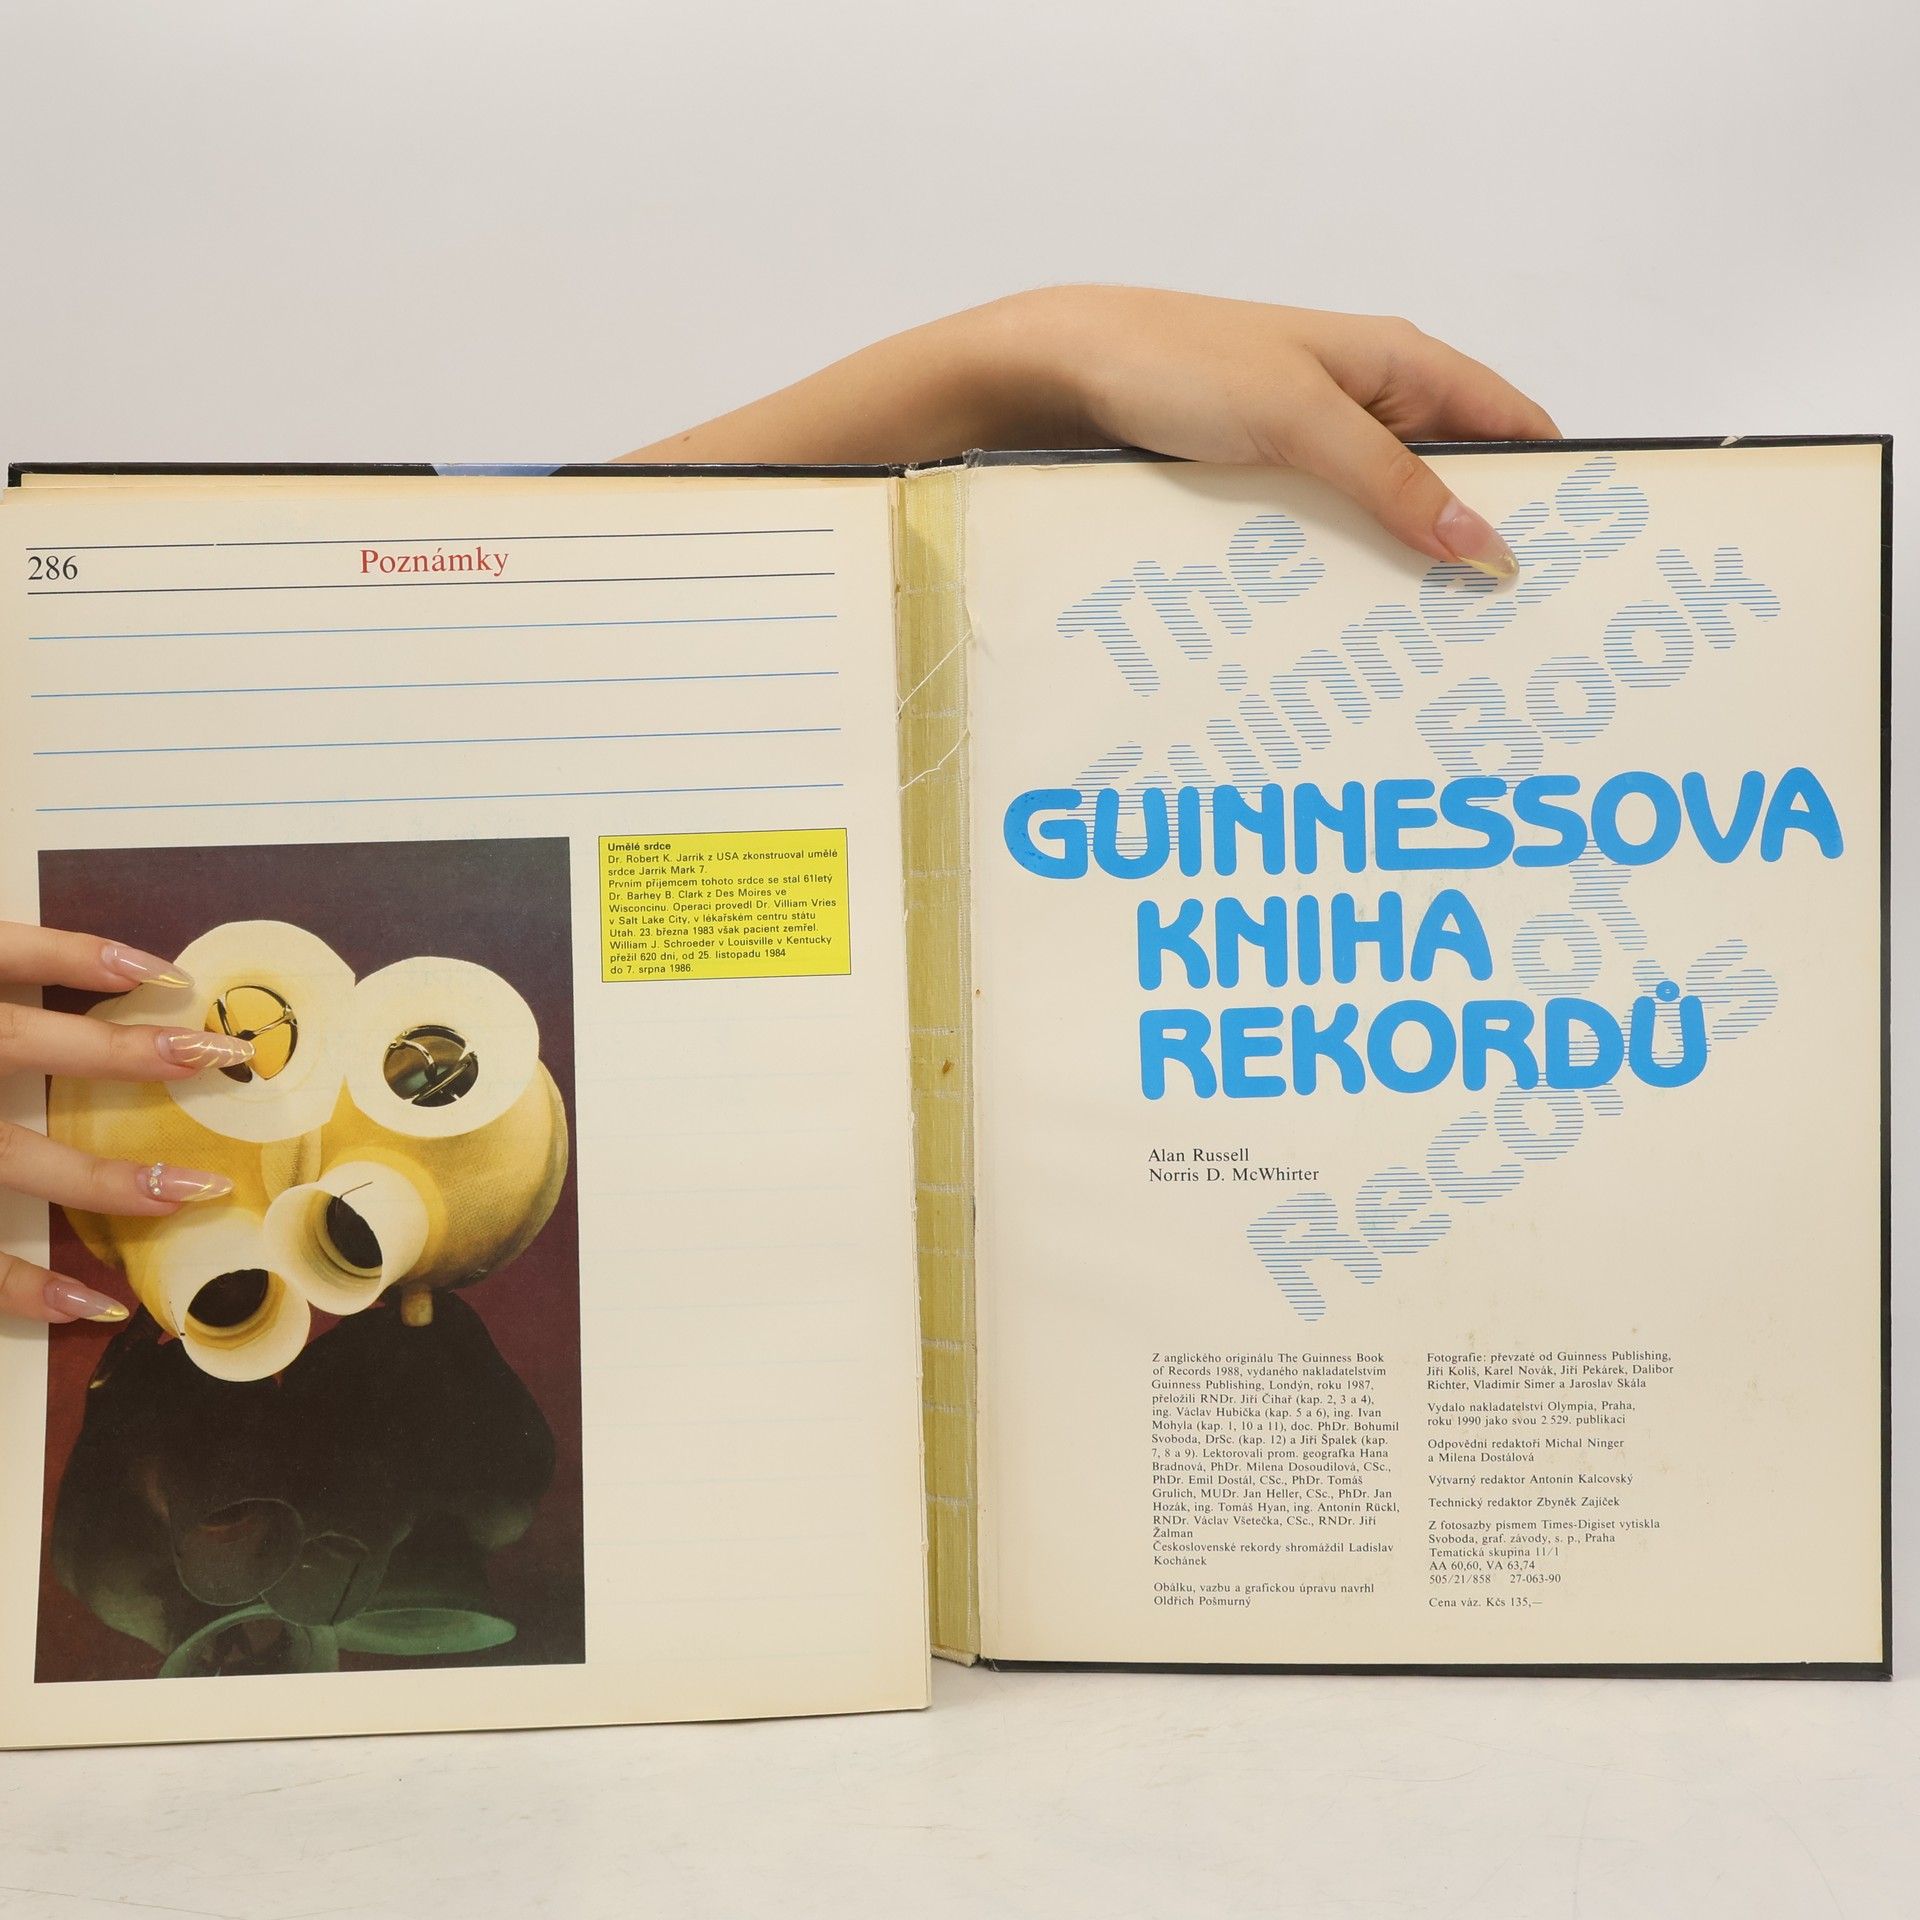 286
Poznámky
Umělé srdce
Dr. Robert K. Jarrik z USA zkonstruoval umělé
srdce Jarrik Mark 7.
Prvním příjemcem tohoto srdce se stal 61letý
Dr. Barhey B. Clark z Des Moires ve
Wisconcinu. Operaci provedl Dr. Villiam Vries
v Salt Lake City, v lékařském centru státu
Utah. 23. března 1983 však pacient zemřel.
William J. Schroeder v Louisville v Kentucky
přežil 620 dní, od 25. listopadu 1984
do 7. srpna 1986.
The
Guinness
Book
of
Records
GUINNESSOVA
KNIHA
REKORDŮ
Alan Russell
Norris D. McWhirter
Z anglického originálu The Guinness Book
of Records 1988, vydaného nakladatelstvím
Guinness Publishing, Londýn, roku 1987,
přeložili RNDr. Jiří Čihař (kap. 2, 3 a 4),
ing. Václav Hubička (kap. 5 a 6), ing. Ivan
Mohyla (kap. 1, 10 a 11), doc. PhDr. Bohumil
Svoboda, DrSc. (kap. 12) a Jiří Špalek (kap.
7, 8 a 9). Lektorovali prom. geografka Hana
Bradnová, PhDr. Milena Dosoudilová, CSc.,
PhDr. Emil Dostál, CSc., PhDr. Tomáš
Grulich, MUDr. Jan Heller, CSc., PhDr. Jan
Hozák, ing. Tomáš Hyan, ing. Antonín Rückl,
RNDr. Václav Všetečka, CSc., RNDr. Jiří
Žalman
Československé rekordy shromáždil Ladislav
Kochánek
Obálku, vazbu a grafickou úpravu navrhl
Oldřich Pošmurný
Fotografie: převzaté od Guinness Publishing,
Jiří Koliš, Karel Novák, Jiří Pekárek, Dalibor
Richter, Vladimír Simer a Jaroslav Skála
Vydalo nakladatelství Olympia, Praha,
roku 1990 jako svou 2.529. publikaci
Odpovědní redaktoři Michal Ninger
a Milena Dostálová
Výtvarný redaktor Antonín Kalcovský
Technický redaktor Zbyněk Zajíček
Z fotosazby písmem Times-Digiset vytiskla
Svoboda, graf. závody, s. p., Praha
Tematická skupina 11/1
AA 60,60, VA 63,74
505/21/858 27-063-90
Cena váz. Kčs 135,—